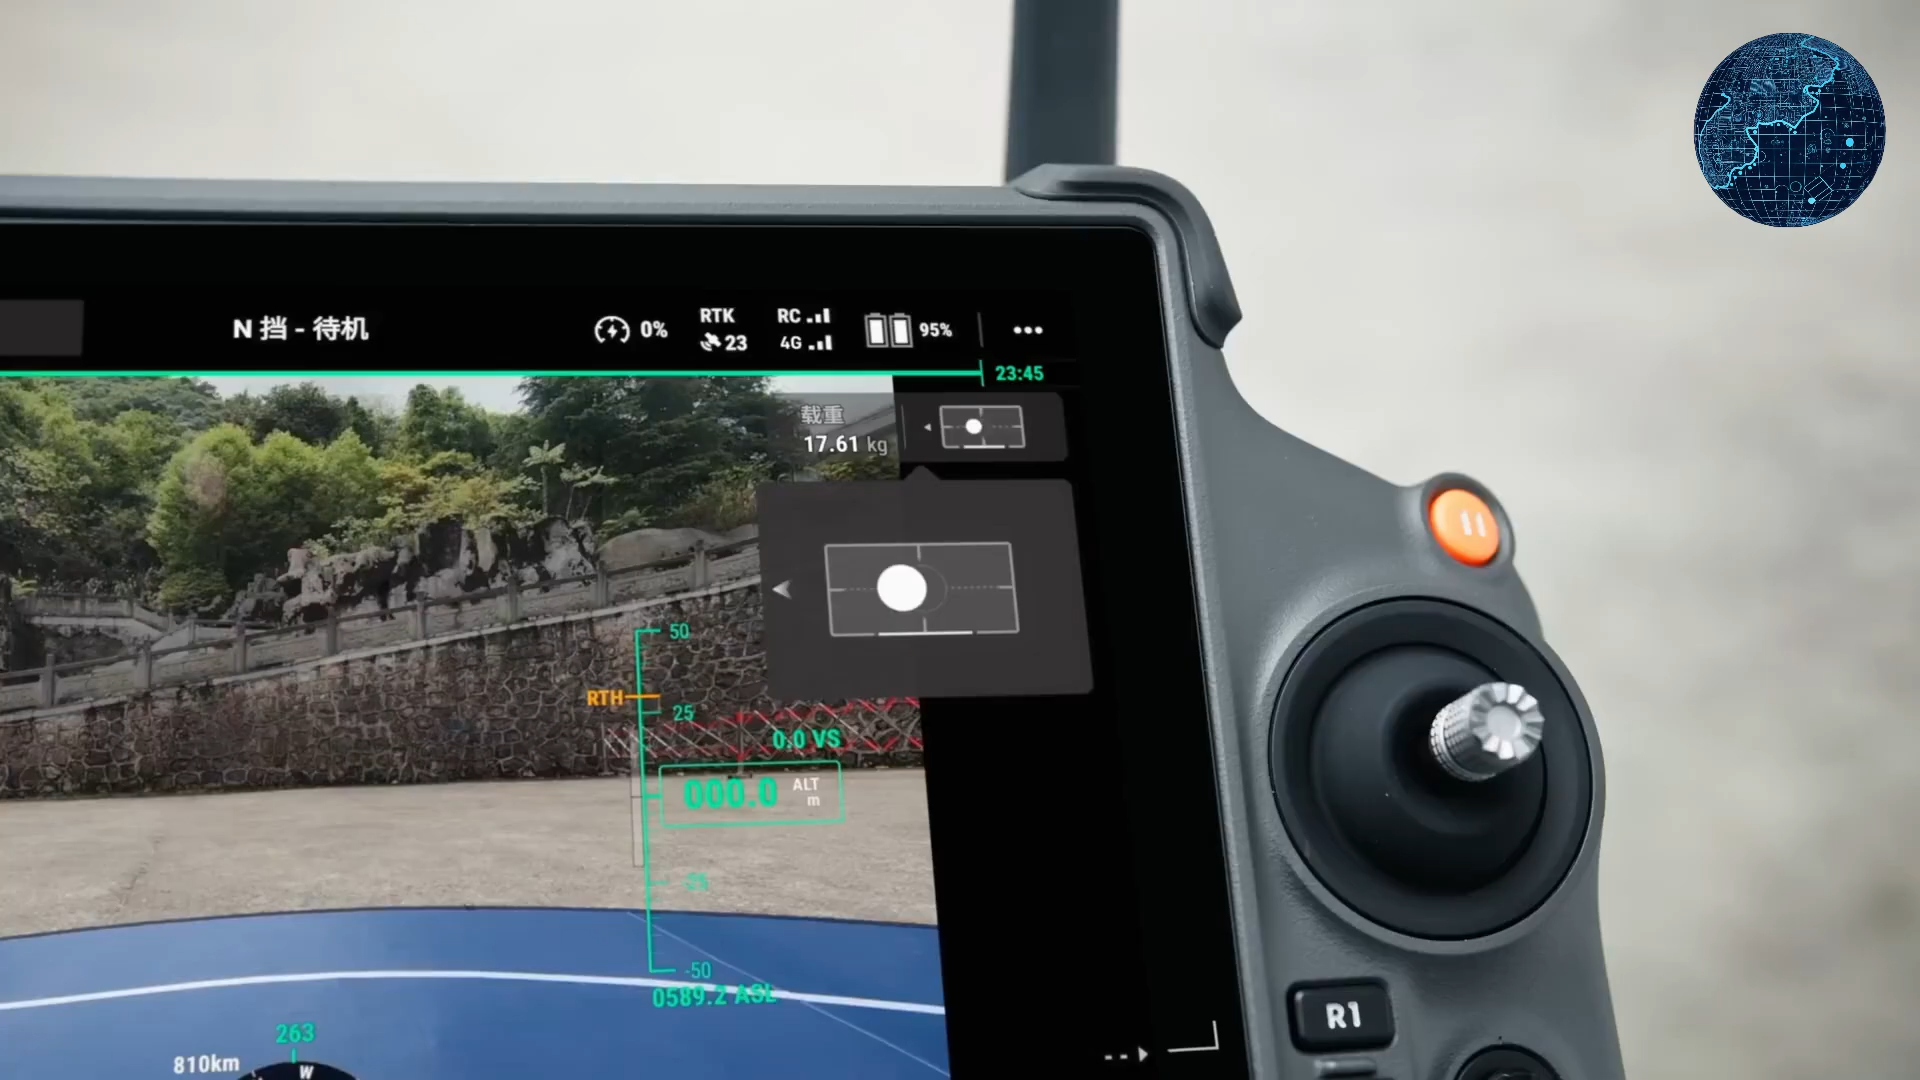 N 挡 - 待机
0%
RTK
23
RC
4G
95%
23:45
载重
17.61 kg
50
RTH
25
0.0 VS
000.0 ALT
m
-25
-50
0589.2 ASL
263
810km
W
R1